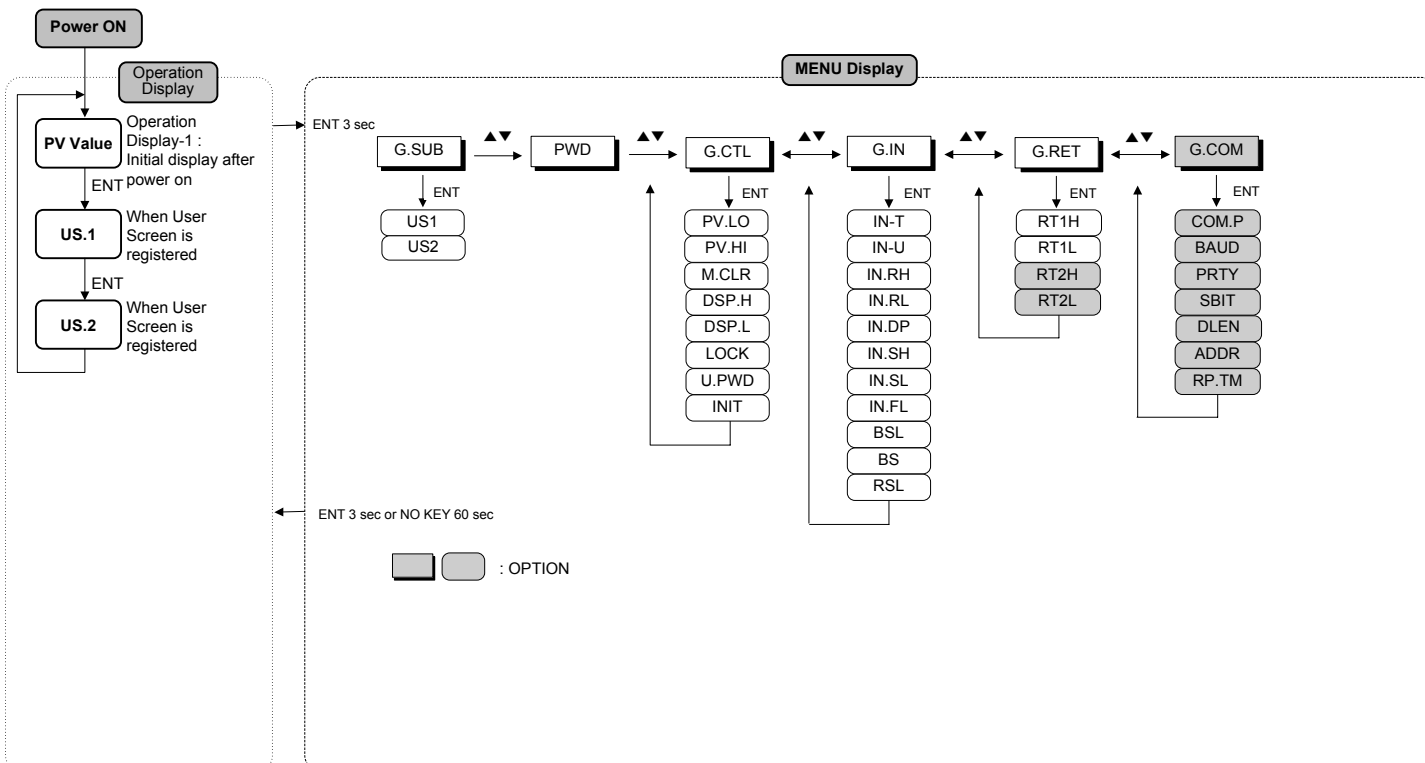 Power ON
Operation
Display
MENU Display
PV Value
Operation
Display-1 :
Initial display after
power on
ENT
US.1
When User
Screen is
registered
ENT
US.2
When User
Screen is
registered
ENT 3 sec
ENT 3 sec or NO KEY 60 sec
G.SUB
▲▼
PWD
▲▼
G.CTL
▲▼
G.IN
▲▼
G.RET
▲▼
G.COM
ENT
US1
US2
ENT
PV.LO
PV.HI
M.CLR
DSP.H
DSP.L
LOCK
U.PWD
INIT
ENT
IN-T
IN-U
IN.RH
IN.RL
IN.DP
IN.SH
IN.SL
IN.FL
BSL
BS
RSL
ENT
RT1H
RT1L
RT2H
RT2L
ENT
COM.P
BAUD
PRTY
SBIT
DLEN
ADDR
RP.TM
: OPTION